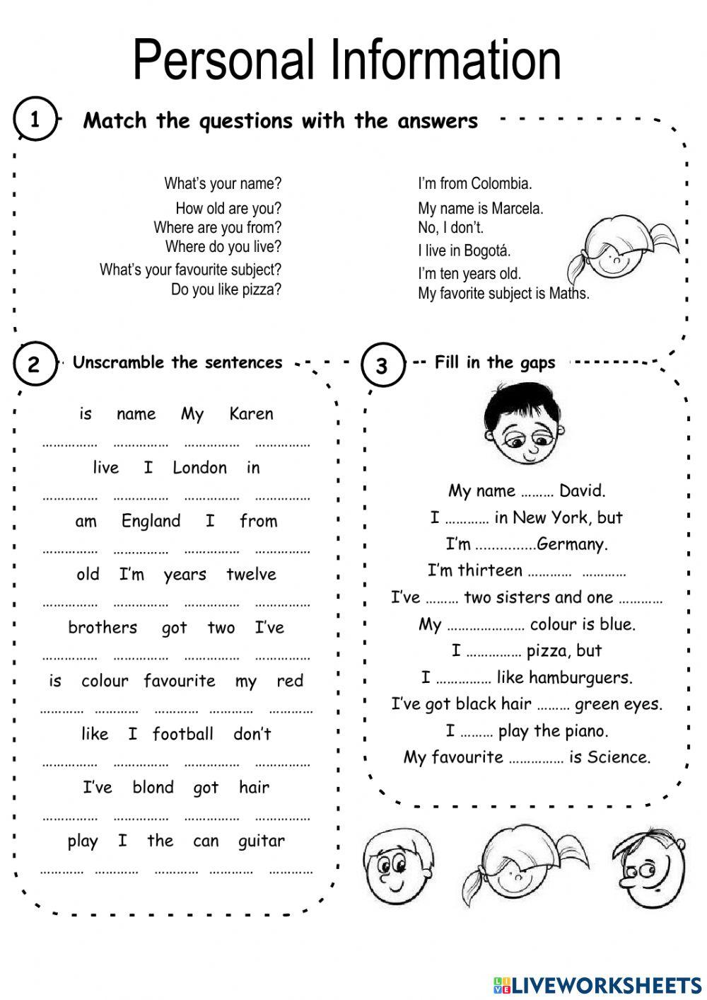 Personal Information
1 Match the questions with the answers
What's your name?
How old are you?
Where are you from?
Where do you live?
What's your favourite subject?
Do you like pizza?
I'm from Colombia.
My name is Marcela.
No, I don't.
I live in Bogotá.
I'm ten years old.
My favorite subject is Maths.
2 Unscramble the sentences
is name My Karen
............... ............... ............... ...............
live I London in
............... ............... ............... ...............
am England I from
............... ............... ............... ...............
old I'm years twelve
............... ............... ............... ...............
brothers got two I've
............... ............... ............... ...............
is colour favourite my red
............ ............ ............ ............ ............
like I football don't
............... ............... ............... ...............
I've blond got hair
............... ............... ............... ...............
play I the can guitar
............ ............ ............ ............ ............
3 Fill in the gaps
My name ......... David.
I ............ in New York, but
I'm ...............Germany.
I'm thirteen ............ ............
I've ......... two sisters and one ............
My ..................... colour is blue.
I ............... pizza, but
I ............... like hamburguers.
I've got black hair ......... green eyes.
I ......... play the piano.
My favourite ............... is Science.
LIVE LIVEWORKSHEETS